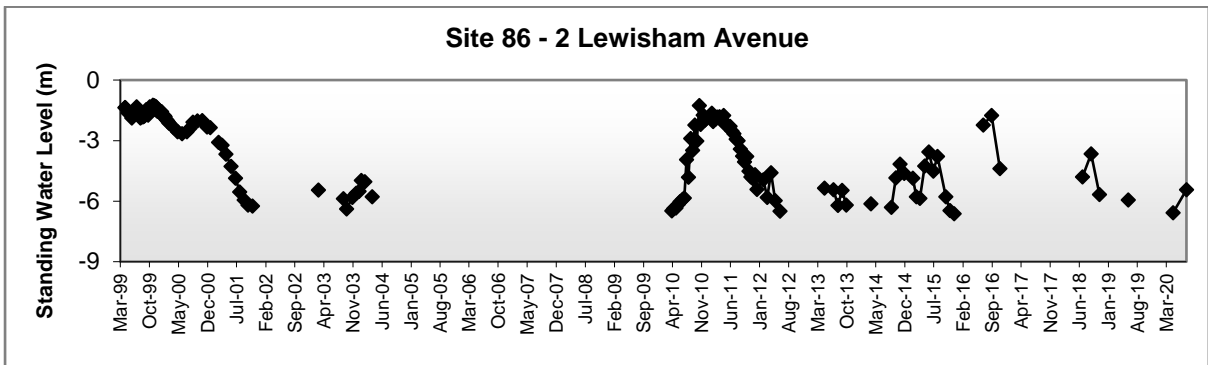 Site 86 - 2 Lewisham Avenue
Standing Water Level (m)
0
-3
-6
-9
Mar-99
Oct-99
May-00
Dec-00
Jul-01
Feb-02
Sep-02
Apr-03
Nov-03
Jun-04
Jan-05
Aug-05
Mar-06
Oct-06
May-07
Dec-07
Jul-08
Feb-09
Sep-09
Apr-10
Nov-10
Jun-11
Jan-12
Aug-12
Mar-13
Oct-13
May-14
Dec-14
Jul-15
Feb-16
Sep-16
Apr-17
Nov-17
Jun-18
Jan-19
Aug-19
Mar-20